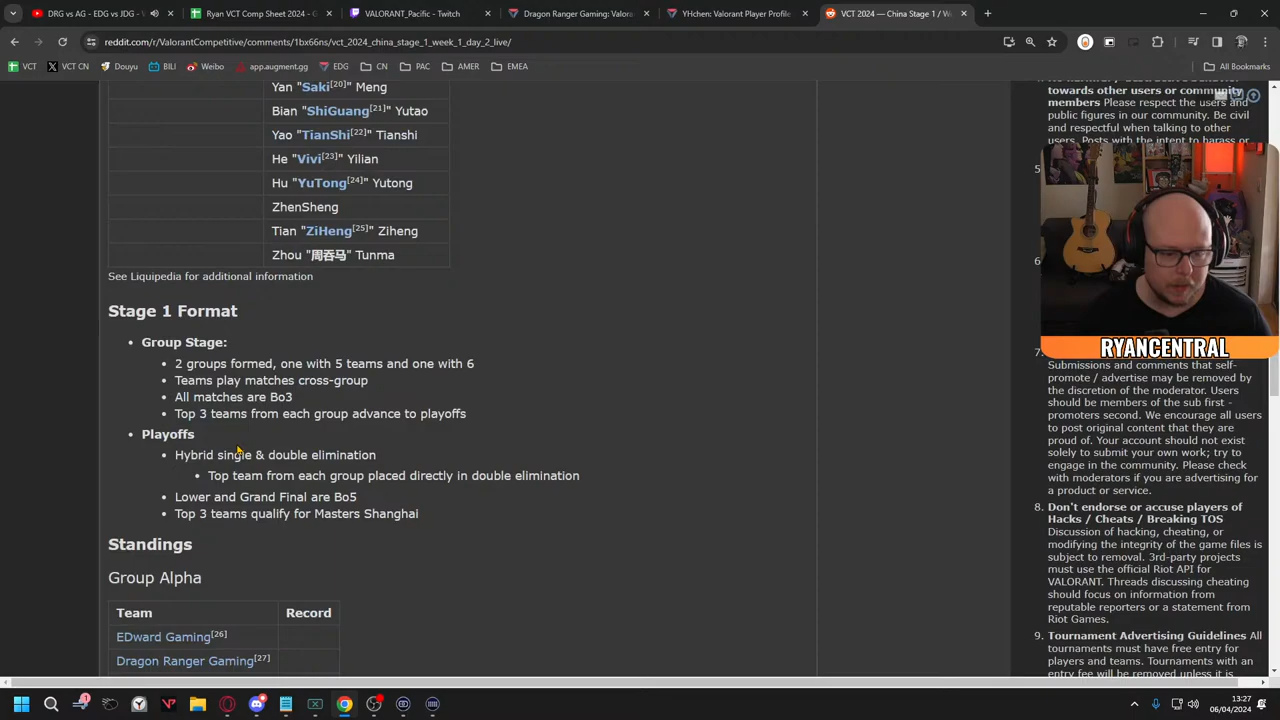 DRG vs AG - EDG vs JDG - W
Ryan VCT Comp Sheet 2024 - G
VALORANT_Pacific - Twitch
Dragon Ranger Gaming: Valora
YHchen: Valorant Player Profile
VCT 2024 — China Stage 1 / W
reddit.com/r/ValorantCompetitive/comments/1bx66ns/vct_2024_china_stage_1_week_1_day_2_live/
VCT
VCT CN
Douyu
BILI
Weibo
app.augment.gg
EDG
CN
PAC
AMER
EMEA
All Bookmarks
Yan "Saki[20]" Meng
Bian "ShiGuang[21]" Yutao
Yao "TianShi[22]" Tianshi
He "Vivi[23]" Yilian
Hu "YuTong[24]" Yutong
ZhenSheng
Tian "ZiHeng[25]" Ziheng
Zhou "周吞马" Tunma
See Liquipedia for additional information
Stage 1 Format
• Group Stage:
• 2 groups formed, one with 5 teams and one with 6
• Teams play matches cross-group
• All matches are Bo3
• Top 3 teams from each group advance to playoffs
• Playoffs
• Hybrid single & double elimination
• Top team from each group placed directly in double elimination
• Lower and Grand Final are Bo5
• Top 3 teams qualify for Masters Shanghai
Standings
Group Alpha
Team Record
EDward Gaming[26]
Dragon Ranger Gaming[27]
towards other users or community
members Please respect the users and
public figures in our community. Be civil
and respectful when talking to other
users. Posts with the intent to harass or
5
6
RYANCENTRAL
7.
Submissions and comments that self-
promote / advertise may be removed by
the discretion of the moderator. Users
should be members of the sub first -
promoters second. We encourage all users
to post original content that they are
proud of. Your account should not exist
solely to submit your own work; try to
engage in the community. Please check
with moderators if you are advertising for
a product or service.
8. Don't endorse or accuse players of
Hacks / Cheats / Breaking TOS
Discussion of hacking, cheating, or
modifying the integrity of the game files is
subject to removal. 3rd-party projects
must use the official Riot API for
VALORANT. Threads discussing cheating
should focus on information from
reputable reporters or a statement from
Riot Games.
9. Tournament Advertising Guidelines All
tournaments must have free entry for
players and teams. Tournaments with an
entry fee will be removed unless it is
13:27
06/04/2024